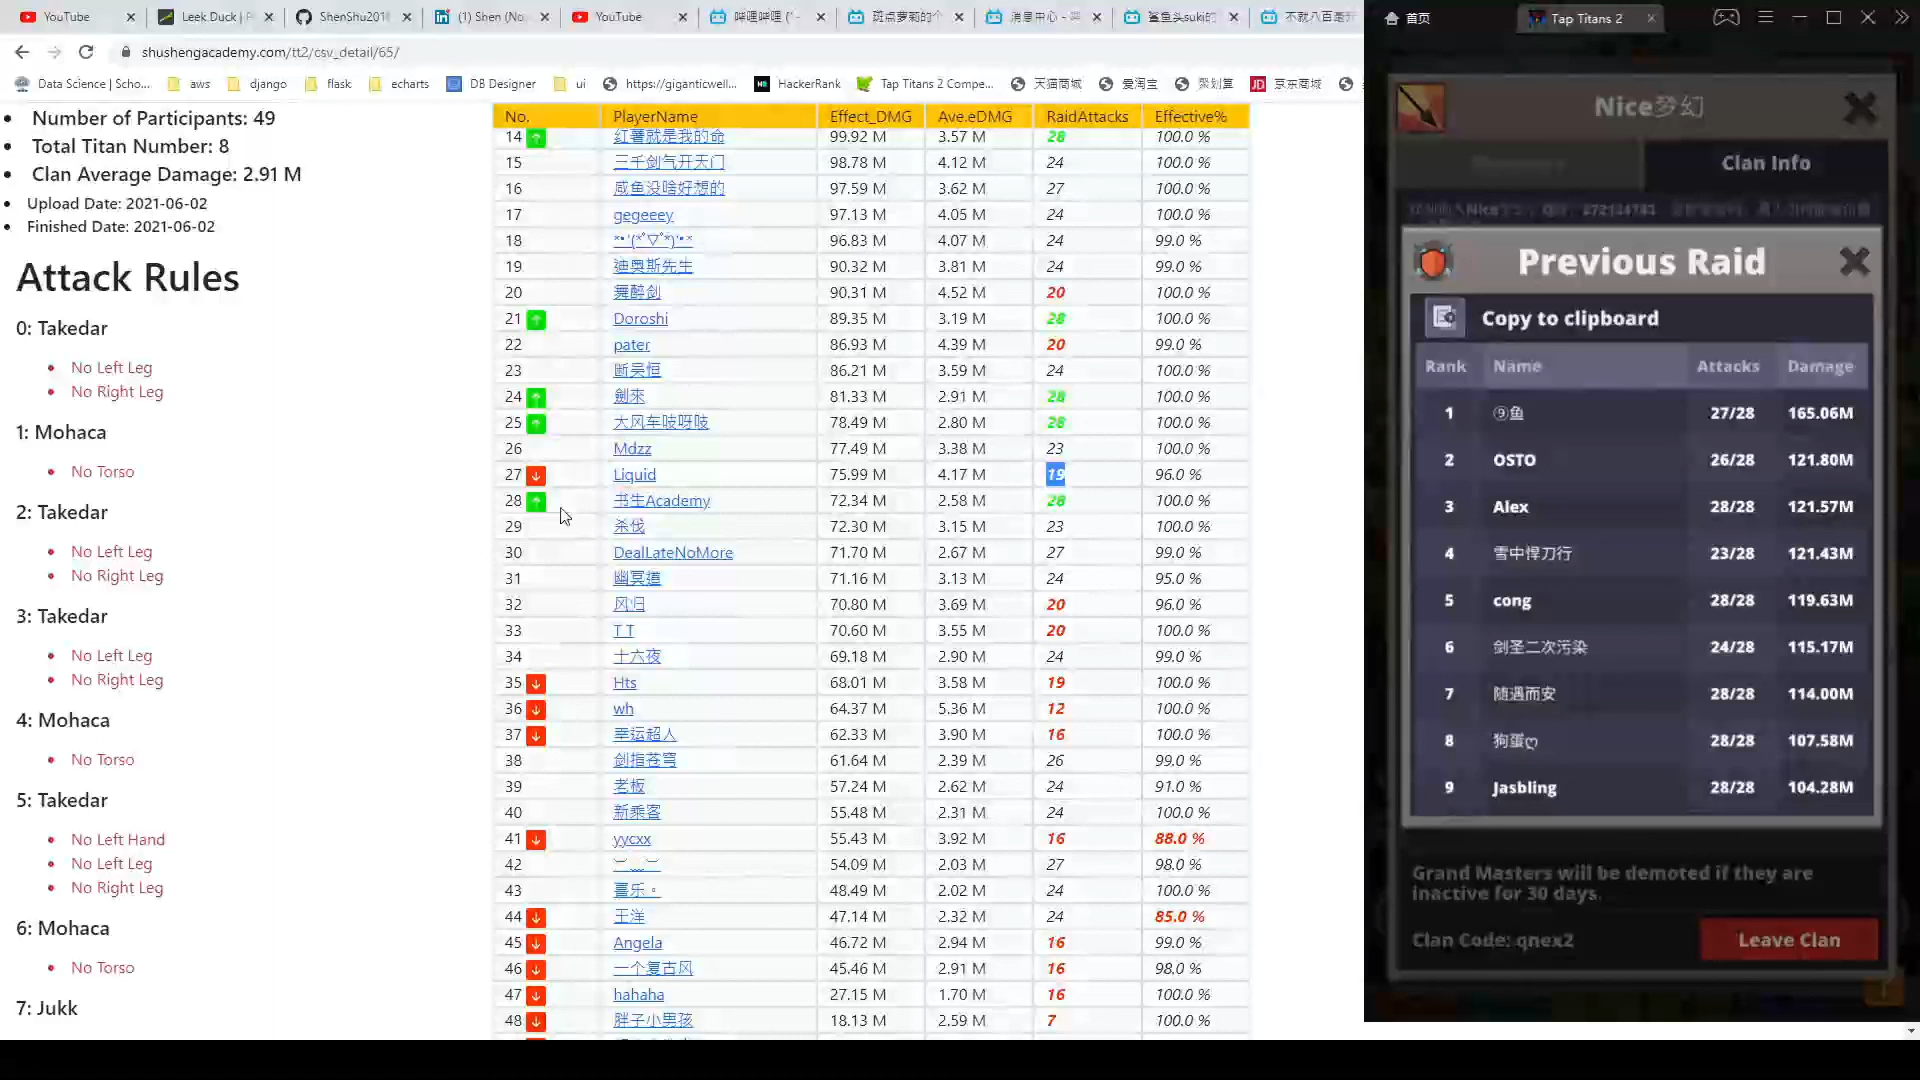 YouTube
Leek Duck | P
ShenShu201
(1) Shen (No
YouTube
哔哩哔哩 (゜
斑点萝莉的个
消息中心 -
鲨鱼头suki的
首页
Tap Titans 2
shushengacademy.com/tt2/csv_detail/65/
Data Science | Scho...
aws
django
flask
echarts
DB Designer
ui
https://giganticwell...
HackerRank
Tap Titans 2 Compe...
天猫商城
爱淘宝
聚划算
JD 京东商城
Number of Participants: 49
Total Titan Number: 8
Clan Average Damage: 2.91 M
Upload Date: 2021-06-02
Finished Date: 2021-06-02
Attack Rules
0: Takedar
No Left Leg
No Right Leg
1: Mohaca
No Torso
2: Takedar
No Left Leg
No Right Leg
3: Takedar
No Left Leg
No Right Leg
4: Mohaca
No Torso
5: Takedar
No Left Hand
No Left Leg
No Right Leg
6: Mohaca
No Torso
7: Jukk
No. PlayerName Effect_DMG Ave.eDMG RaidAttacks Effective%
14 红薯就是我的命 99.92 M 3.57 M 28 100.0 %
15 三千剑气开天门 98.78 M 4.12 M 24 100.0 %
16 咸鱼没啥好想的 97.59 M 3.62 M 27 100.0 %
17 gegeeey 97.13 M 4.05 M 24 100.0 %
18 96.83 M 4.07 M 24 99.0 %
19 迪奥斯先生 90.32 M 3.81 M 24 99.0 %
20 舞醉剑 90.31 M 4.52 M 20 100.0 %
21 Doroshi 89.35 M 3.19 M 28 100.0 %
22 pater 86.93 M 4.39 M 20 99.0 %
23 断吴恒 86.21 M 3.59 M 24 100.0 %
24 劍來 81.33 M 2.91 M 28 100.0 %
25 大风车吱呀吱 78.49 M 2.80 M 28 100.0 %
26 Mdzz 77.49 M 3.38 M 23 100.0 %
27 Liquid 75.99 M 4.17 M 19 96.0 %
28 书生Academy 72.34 M 2.58 M 28 100.0 %
29 杀伐 72.30 M 3.15 M 23 100.0 %
30 DealLateNoMore 71.70 M 2.67 M 27 99.0 %
31 幽冥道 71.16 M 3.13 M 24 95.0 %
32 风归 70.80 M 3.69 M 20 96.0 %
33 T T 70.60 M 3.55 M 20 100.0 %
34 十六夜 69.18 M 2.90 M 24 99.0 %
35 Hts 68.01 M 3.58 M 19 100.0 %
36 wh 64.37 M 5.36 M 12 100.0 %
37 幸运超人 62.33 M 3.90 M 16 100.0 %
38 剑指苍穹 61.64 M 2.39 M 26 99.0 %
39 老板 57.24 M 2.62 M 24 91.0 %
40 新乘客 55.48 M 2.31 M 24 100.0 %
41 yycxx 55.43 M 3.92 M 16 88.0 %
42 54.09 M 2.03 M 27 98.0 %
43 喜乐。 48.49 M 2.02 M 24 100.0 %
44 王洋 47.14 M 2.32 M 24 85.0 %
45 Angela 46.72 M 2.94 M 16 99.0 %
46 一个复古风 45.46 M 2.91 M 16 98.0 %
47 hahaha 27.15 M 1.70 M 16 100.0 %
48 胖子小男孩 18.13 M 2.59 M 7 100.0 %
Nice梦幻
Clan Info
Previous Raid
Copy to clipboard
Rank Name Attacks Damage
1 ⑨鱼 27/28 165.06M
2 OSTO 26/28 121.80M
3 Alex 28/28 121.57M
4 雪中悍刀行 23/28 121.43M
5 cong 28/28 119.63M
6 剑圣二次污染 24/28 115.17M
7 随遇而安 28/28 114.00M
8 狗蛋ღ 28/28 107.58M
9 Jasbling 28/28 104.28M
Grand Masters will be demoted if they are
inactive for 30 days.
Clan Code: qnex2
Leave Clan